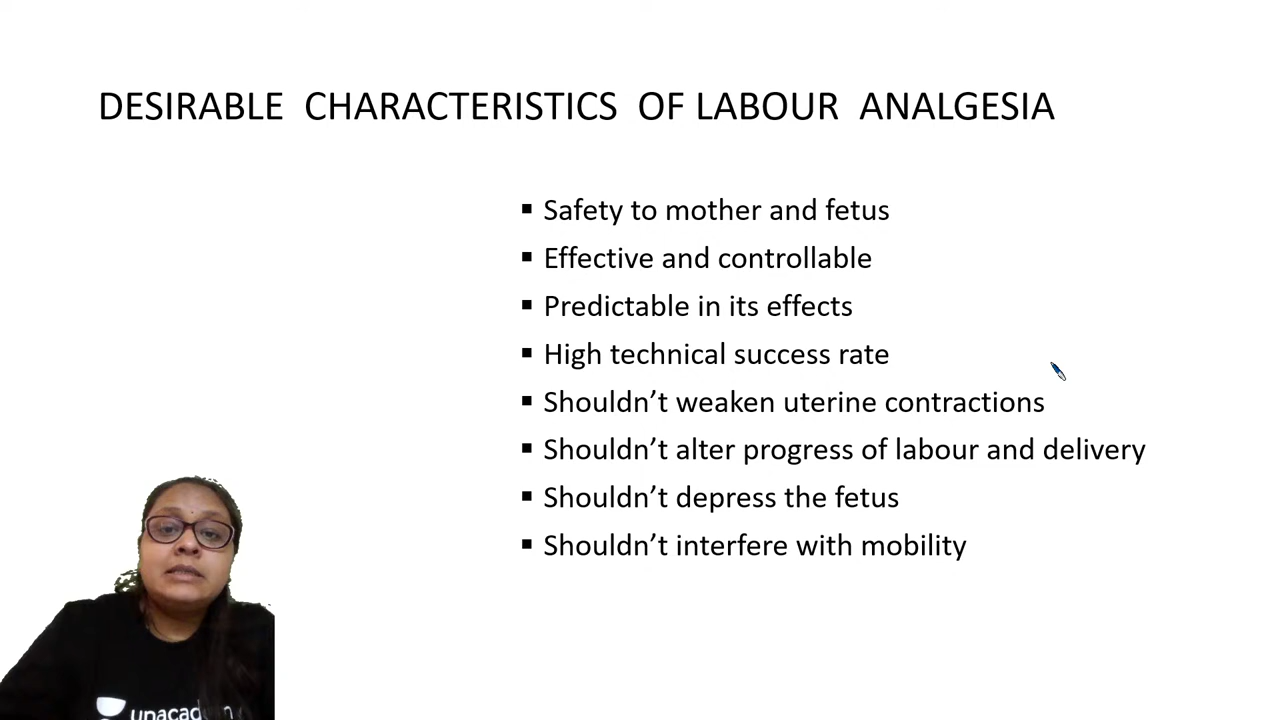 DESIRABLE CHARACTERISTICS OF LABOUR ANALGESIA
▪ Safety to mother and fetus
▪ Effective and controllable
▪ Predictable in its effects
▪ High technical success rate
▪ Shouldn’t weaken uterine contractions
▪ Shouldn’t alter progress of labour and delivery
▪ Shouldn’t depress the fetus
▪ Shouldn’t interfere with mobility